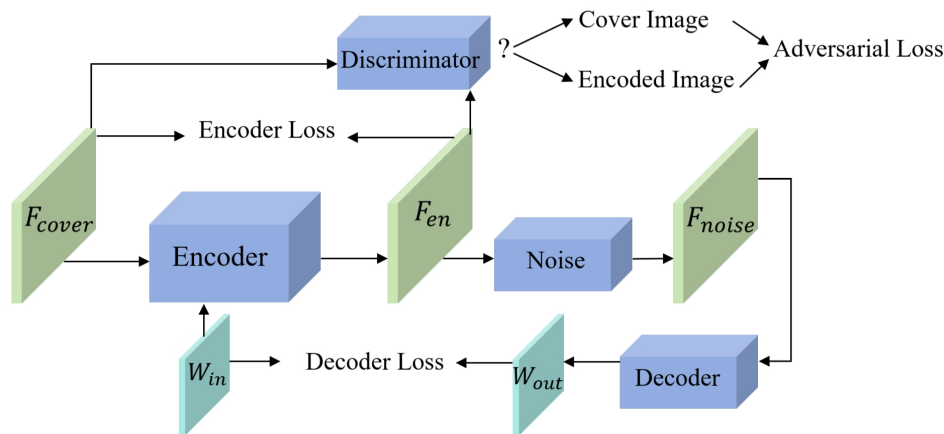 Cover Image
Discriminator
?
Adversarial Loss
Encoded Image
Encoder Loss
F_cover
F_en
F_noise
Encoder
Noise
W_in
Decoder Loss
W_out
Decoder